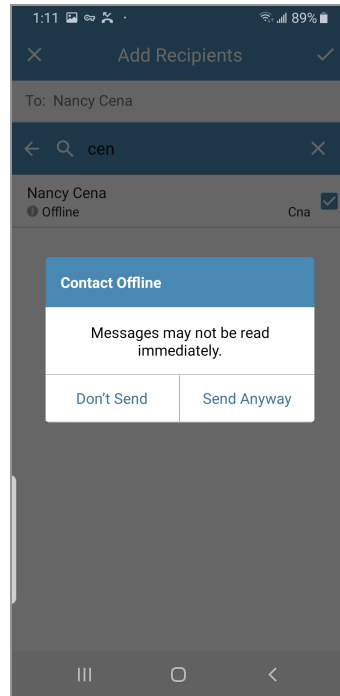 1:11 89%
Add Recipients
To: Nancy Cena
cen
Nancy Cena
Offline Cna
Contact Offline
Messages may not be read
immediately.
Don't Send Send Anyway